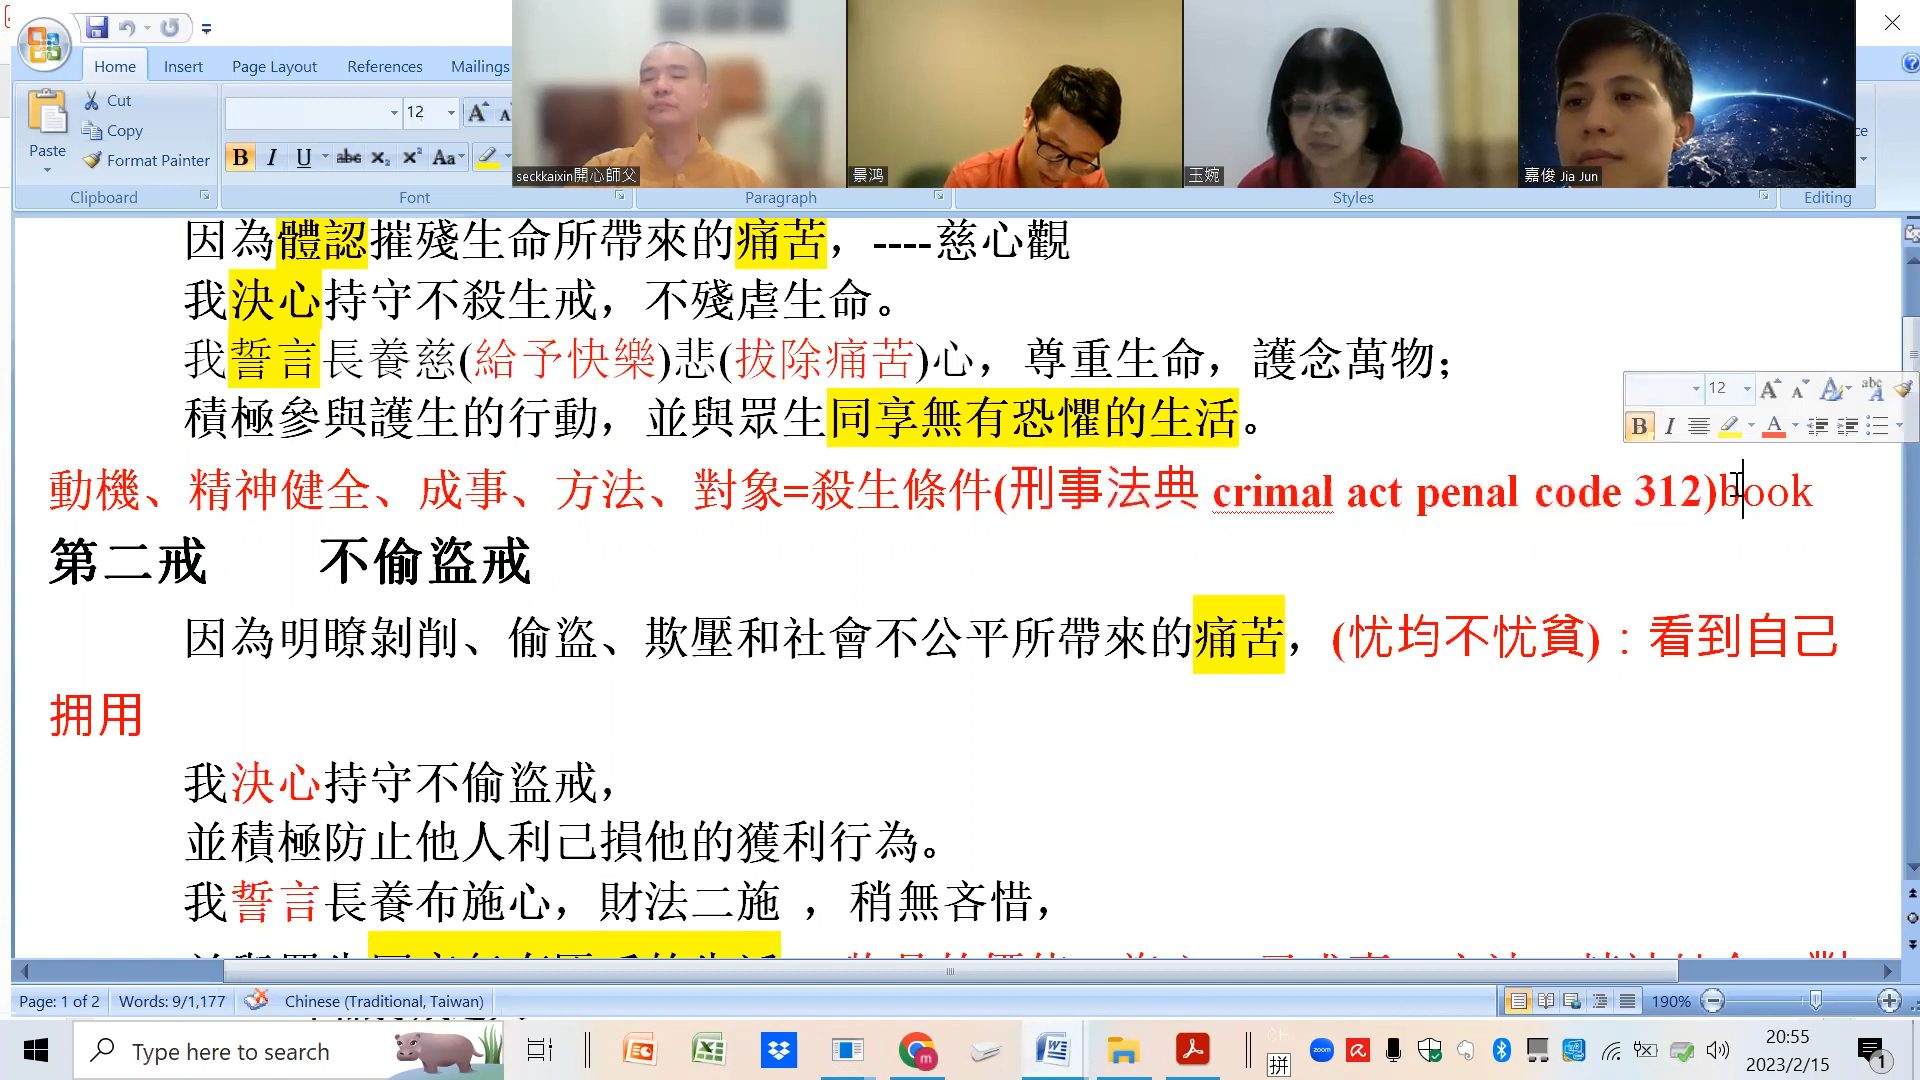 Home Insert Page Layout References Mailings
Cut
Copy
Paste
Format Painter
12
Clipboard Font Paragraph Styles Editing
seckkaixin開心師父
景鸿
玉婉
嘉俊 Jia Jun
因為體認摧殘生命所帶來的痛苦，----慈心觀
我決心持守不殺生戒，不殘虐生命。
我誓言長養慈(給予快樂)悲(拔除痛苦)心，尊重生命，護念萬物；
積極參與護生的行動，並與眾生同享無有恐懼的生活。
12
動機、精神健全、成事、方法、對象=殺生條件(刑事法典 crimal act penal code 312)book
第二戒 不偷盜戒
因為明瞭剝削、偷盜、欺壓和社會不公平所帶來的痛苦，(忧均不忧貧)：看到自己
拥用
我決心持守不偷盜戒，
並積極防止他人利己損他的獲利行為。
我誓言長養布施心，財法二施 ，稍無吝惜，
Page: 1 of 2 Words: 9/1,177 Chinese (Traditional, Taiwan) 190%
Type here to search
拼
zoom
20:55
2023/2/15
1